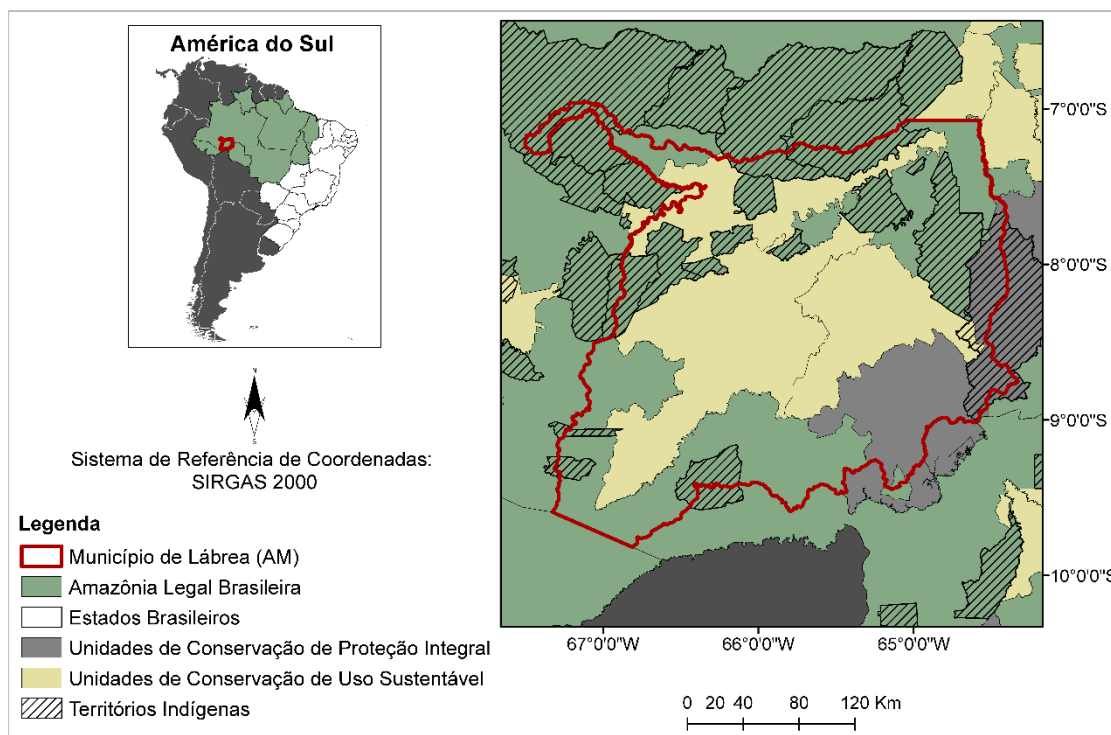 América do Sul
N
S
Sistema de Referência de Coordenadas:
SIRGAS 2000
Legenda
Município de Lábrea (AM)
Amazônia Legal Brasileira
Estados Brasileiros
Unidades de Conservação de Proteção Integral
Unidades de Conservação de Uso Sustentável
Territórios Indígenas
7°0'0"S
8°0'0"S
9°0'0"S
10°0'0"S
67°0'0"W
66°0'0"W
65°0'0"W
0 20 40 80 120 Km